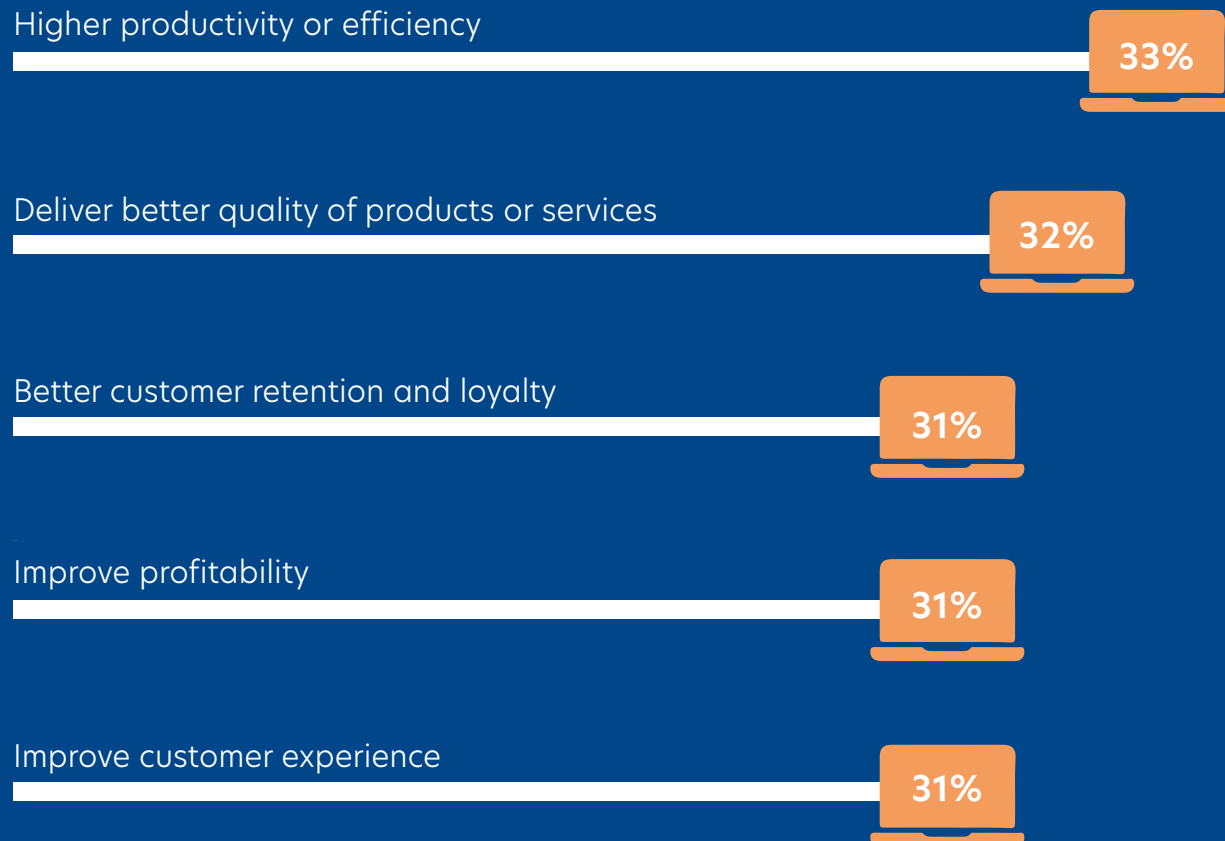 Higher productivity or efficiency
33%
Deliver better quality of products or services
32%
Better customer retention and loyalty
31%
Improve profitability
31%
Improve customer experience
31%